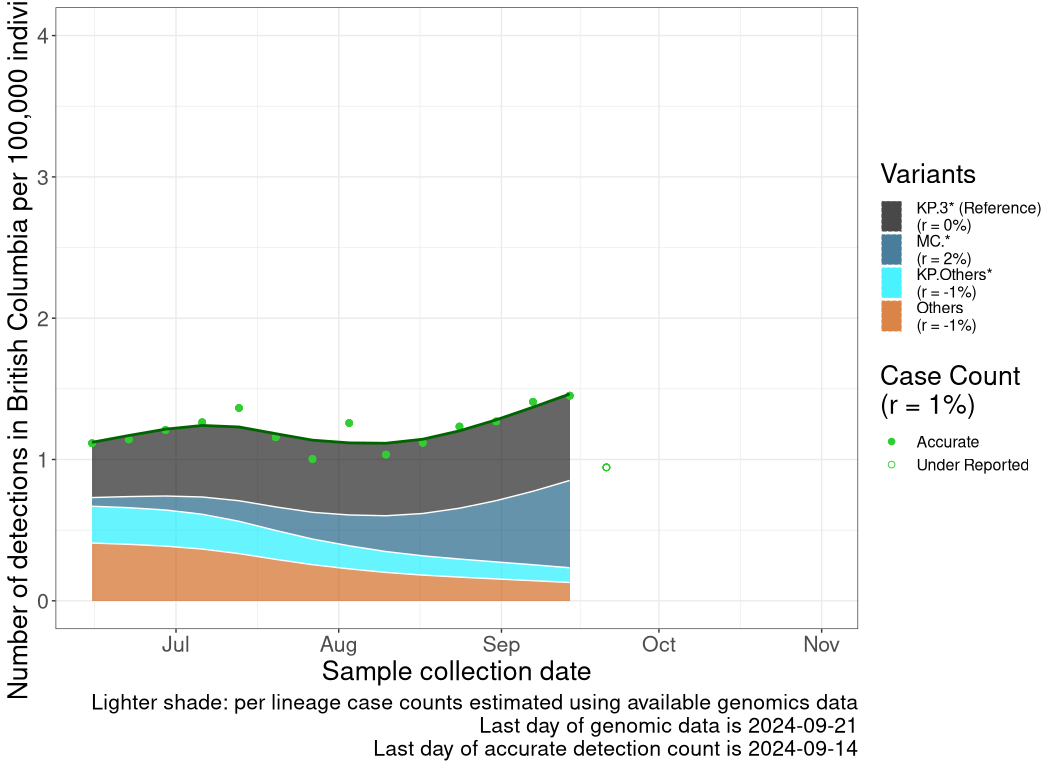 Number of detections in British Columbia per 100,000
4
3
2
1
0
Jul
Aug
Sep
Oct
Nov
Sample collection date
Lighter shade: per lineage case counts estimated using available genomics data
Last day of genomic data is 2024-09-21
Last day of accurate detection count is 2024-09-14
Variants
KP.3* (Reference)
(r = 0%)
MC.*
(r = 2%)
KP.Others*
(r = -1%)
Others
(r = -1%)
Case Count
(r = 1%)
Accurate
Under Reported